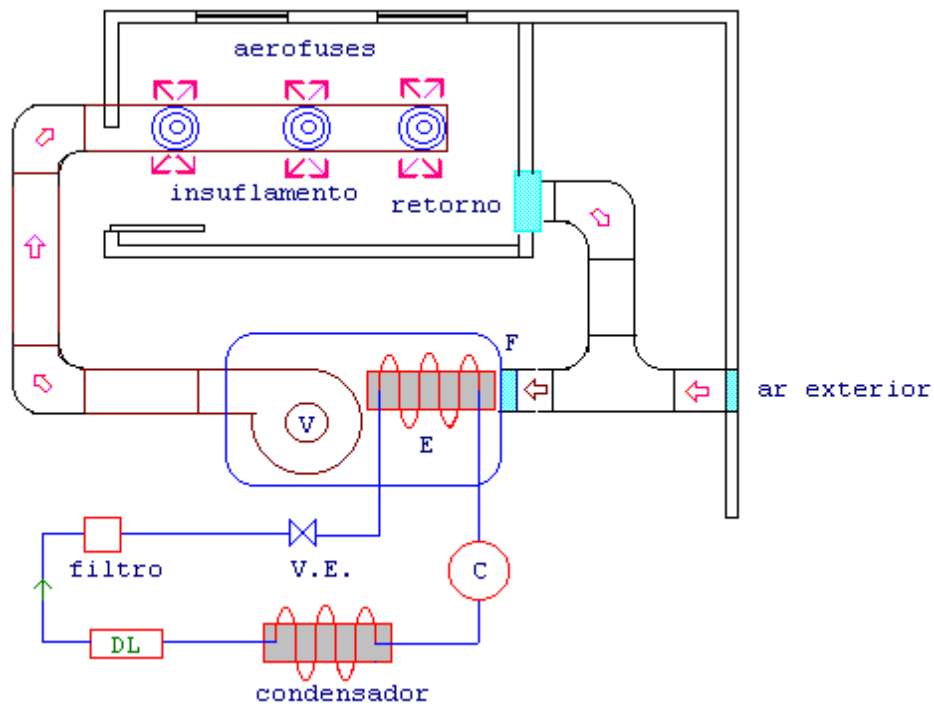 aerofuses
insuflamento
retorno
F
ar exterior
V
E
filtro
V.E.
C
DL
condensador